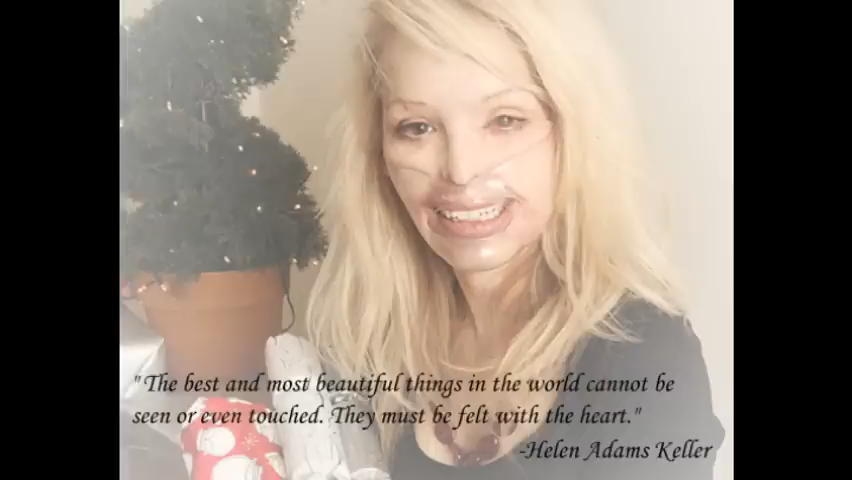 "The best and most beautiful things in the world cannot be
seen or even touched. They must be felt with the heart."
-Helen Adams Keller